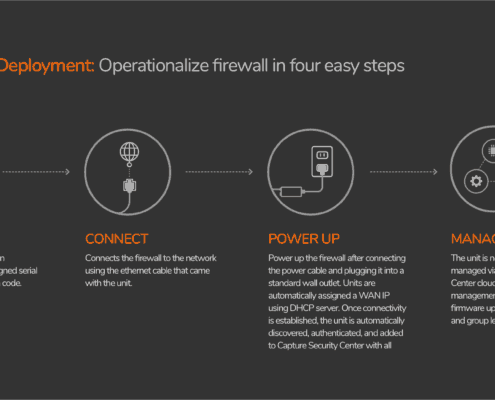 Deployment: Operationalize firewall in four easy steps
gned serial
code.
CONNECT
Connects the firewall to the network
using the ethernet cable that came
with the unit.
POWER UP
Power up the firewall after connecting
the power cable and plugging it into a
standard wall outlet. Units are
automatically assigned a WAN IP
using DHCP server. Once connectivity
is established, the unit is automatically
discovered, authenticated, and added
to Capture Security Center with all
MANAG
The unit is n
managed via
Center cloud
management
firmware up
and group le